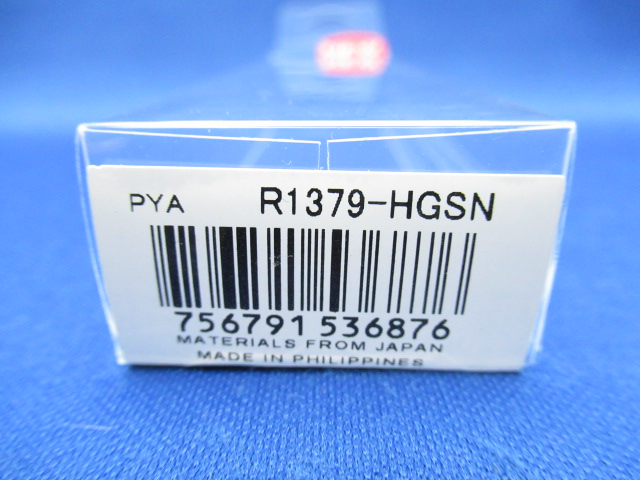 PYA R1379-HGSN
756791 536876
MATERIALS FROM JAPAN
MADE IN PHILIPPINES